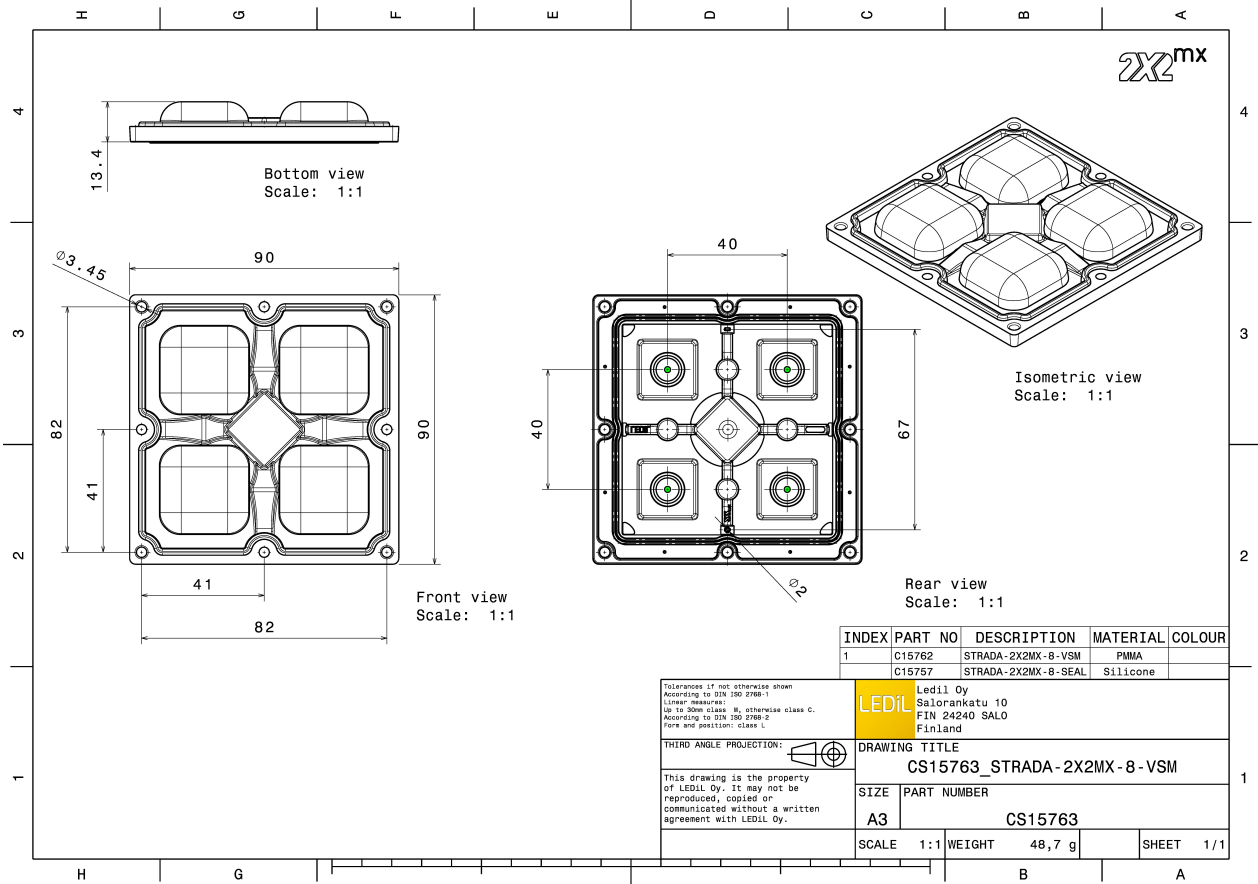 H G F E D C B A
2X2mx
4 4
13.4
Bottom view
Scale: 1:1
Ø3.45
90
40
3 3
Isometric view
Scale: 1:1
82
90
40
67
41
2 2
41
Ø2
Rear view
Scale: 1:1
Front view
Scale: 1:1
82
INDEX PART NO DESCRIPTION MATERIAL COLOUR
1 C15762 STRADA-2X2MX-8-VSM PMMA
C15757 STRADA-2X2MX-8-SEAL Silicone
Tolerances if not otherwise shown
According to DIN ISO 2768-1
Linear measures:
Up to 30mm class M, otherwise class C.
According to DIN ISO 2768-2
Form and position: class L
LEDiL
Ledil Oy
Salorankatu 10
FIN 24240 SALO
Finland
THIRD ANGLE PROJECTION:
DRAWING TITLE
CS15763_STRADA-2X2MX-8-VSM
1 1
This drawing is the property
of LEDiL Oy. It may not be
reproduced, copied or
communicated without a written
agreement with LEDiL Oy.
SIZE PART NUMBER
A3 CS15763
SCALE 1:1 WEIGHT 48,7 g SHEET 1/1
H G B A